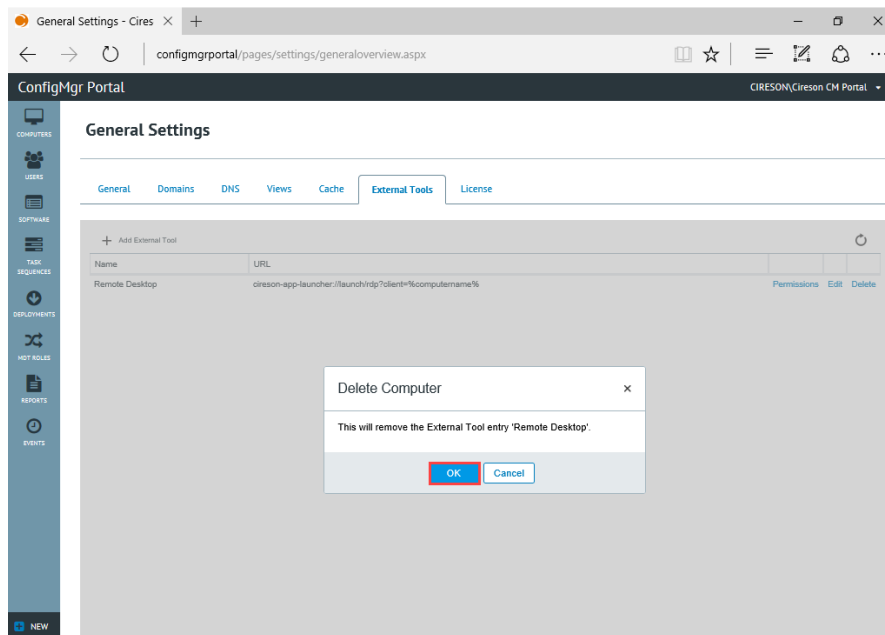 General Settings - Cires
configmgrportal/pages/settings/generaloverview.aspx
ConfigMgr Portal
CIRESON\Cireson CM Portal
COMPUTERS
USERS
SOFTWARE
TASK
SEQUENCES
DEPLOYMENTS
MDT ROLES
REPORTS
EVENTS
NEW
General Settings
General Domains DNS Views Cache External Tools License
Add External Tool
Name URL
Remote Desktop cireson-app-launcher://launch/rdp?client=%computername% Permissions Edit Delete
Delete Computer
This will remove the External Tool entry 'Remote Desktop'.
OK Cancel